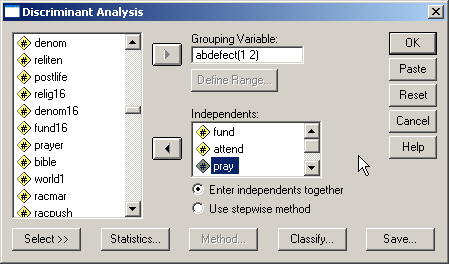 Discriminant Analysis
denom
reliten
postlife
relig16
denom16
fund16
prayer
bible
world1
racmar
racpush
Grouping Variable:
abdefect(1 2)
Define Range...
Independents:
fund
attend
pray
Enter independents together
Use stepwise method
OK
Paste
Reset
Cancel
Help
Select >>
Statistics...
Method...
Classify...
Save...